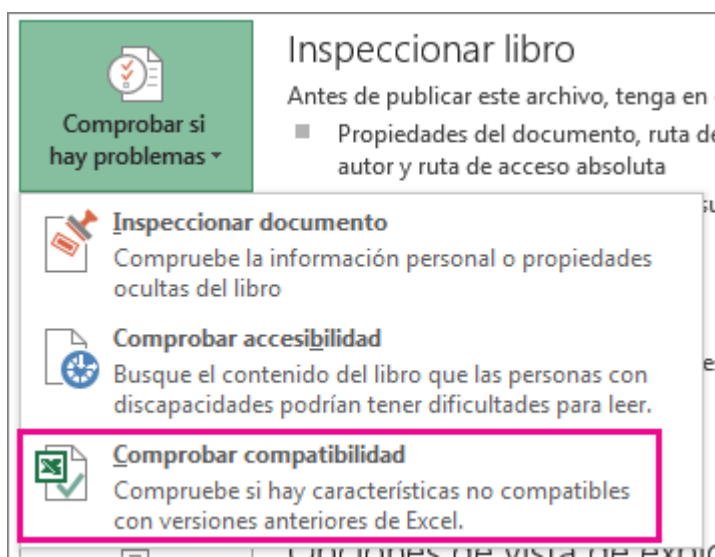 Inspeccionar libro
Antes de publicar este archivo, tenga en
Comprobar si
hay problemas
Propiedades del documento, ruta de
autor y ruta de acceso absoluta
Inspeccionar documento
Compruebe la información personal o propiedades
ocultas del libro
Comprobar accesibilidad
Busque el contenido del libro que las personas con
discapacidades podrían tener dificultades para leer.
Comprobar compatibilidad
Compruebe si hay características no compatibles
con versiones anteriores de Excel.